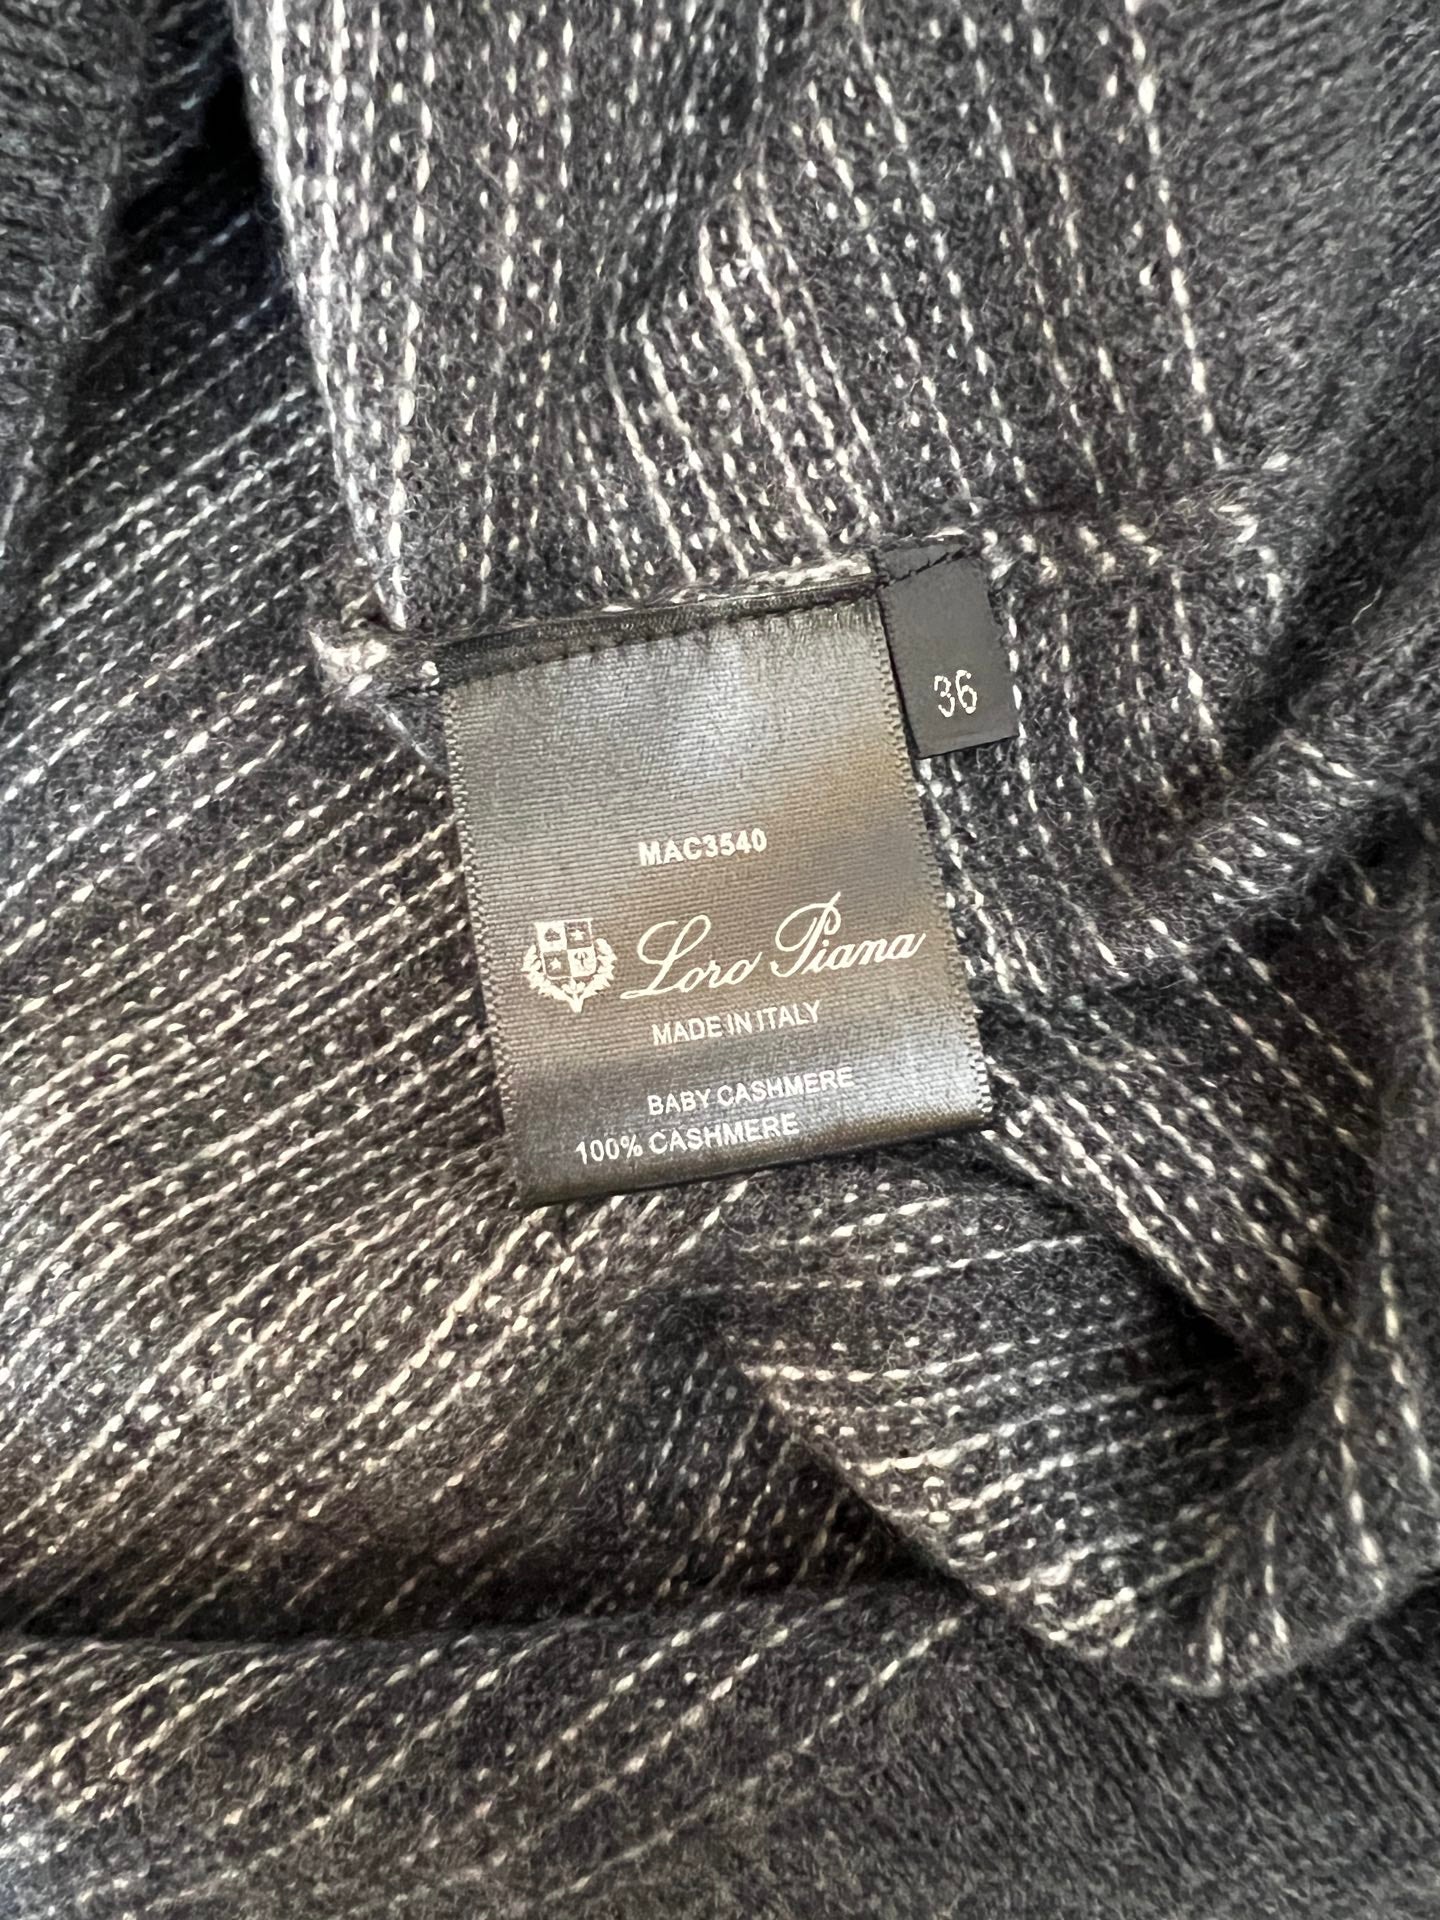 36
MAC3540
Loro Piana
MADE IN ITALY
BABY CASHMERE
100% CASHMERE